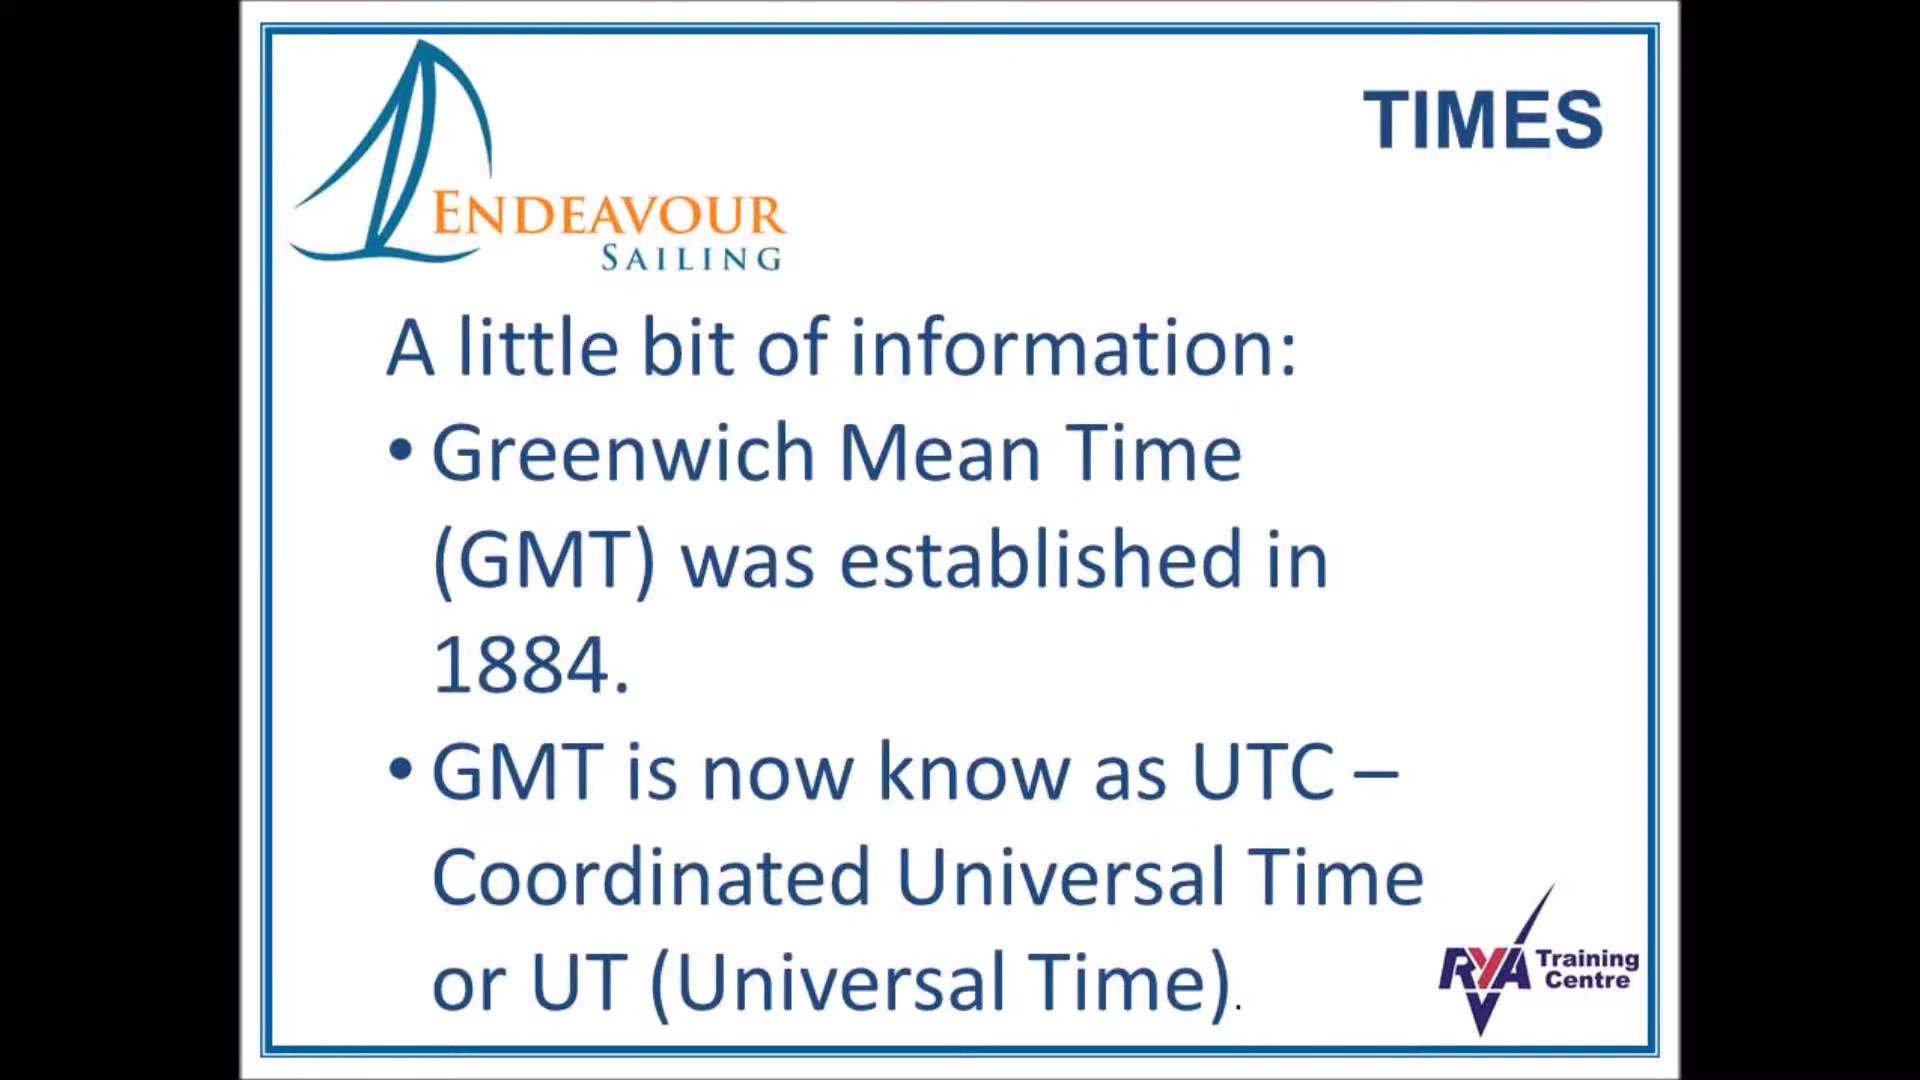 TIMES
ENDEAVOUR
SAILING
A little bit of information:
• Greenwich Mean Time
(GMT) was established in
1884.
• GMT is now know as UTC –
Coordinated Universal Time
or UT (Universal Time).
RYA Training
Centre